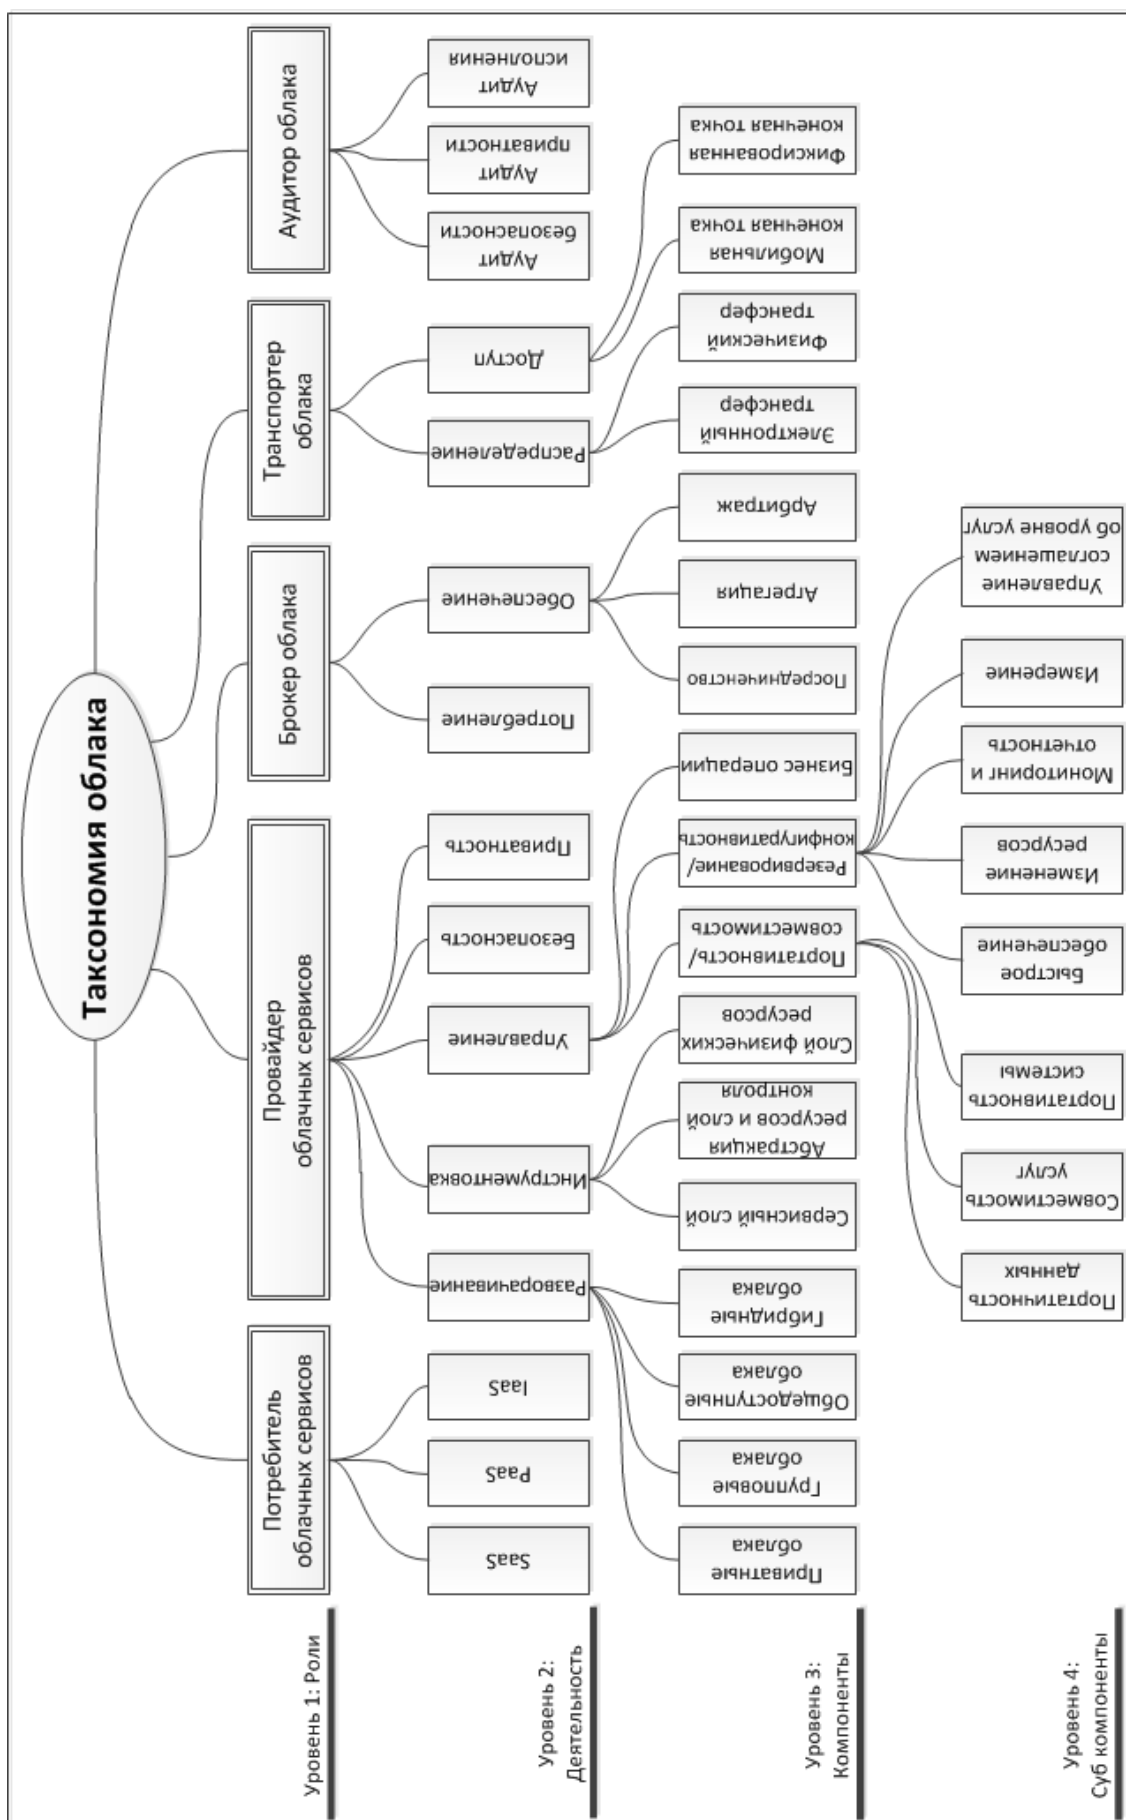 Таксономия облака
Уровень 1: Роли
Потребитель
облачных сервисов
Провайдер
облачных сервисов
Брокер облака
Транспортер
облака
Аудитор облака
Уровень 2:
Деятельность
SaaS
PaaS
IaaS
Разворачивание
Инструментовка
Управление
Безопасность
Приватность
Потребление
Обеспечение
Распределение
Доступ
Аудит
безопасности
Аудит
приватности
Аудит
исполнения
Уровень 3:
Компоненты
Приватные
облака
Групповые
облака
Общедоступные
облака
Гибридные
облака
Сервисный слой
Абстракция
ресурсов и слой
контроля
Слой физических
ресурсов
Портативность/
совместимость
Резервирование/
конфигуративность
Бизнес операции
Посредниченство
Агрегация
Арбитраж
Электронный
трансфер
Физический
трансфер
Мобильная
конечная точка
Фиксированная
конечная точка
Уровень 4:
Суб компоненты
Портатичность
данных
Совместимость
услуг
Портативность
системы
Быстрое
обеспечение
Изменение
ресурсов
Мониторинг и
отчетность
Измерение
Управление
соглашением
об уровне услуг